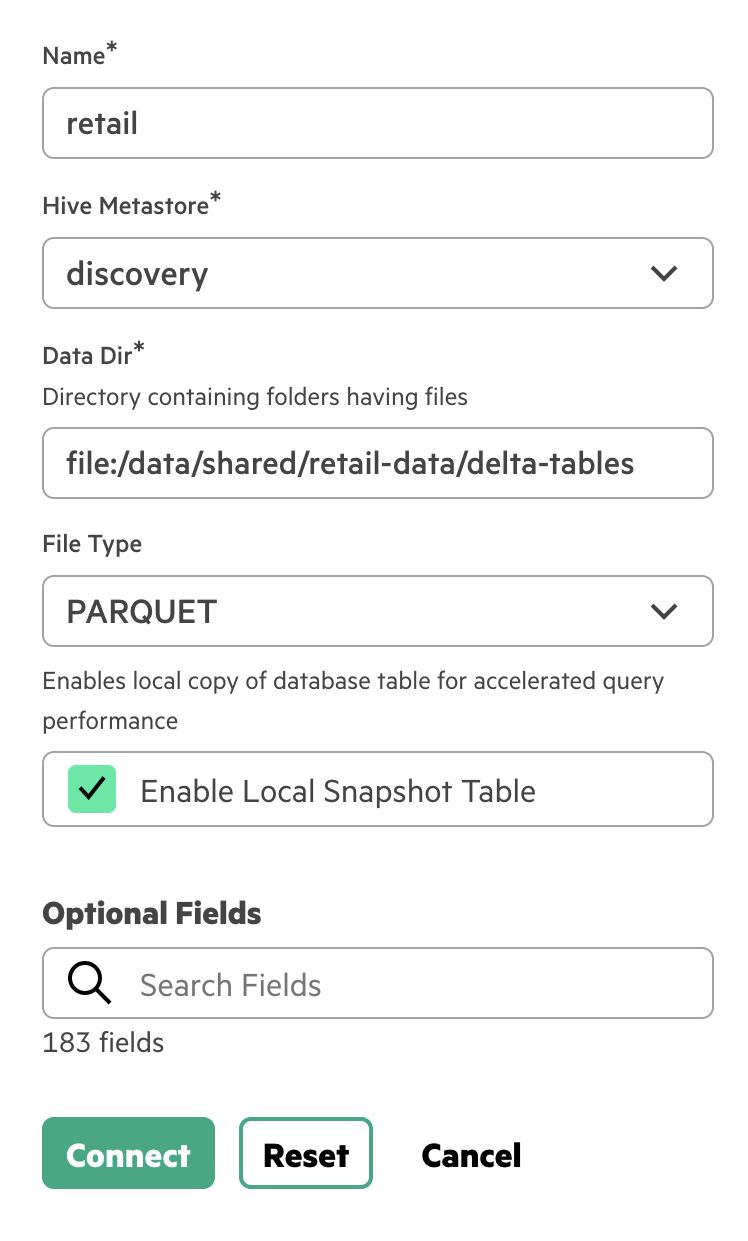 Name*
retail
Hive Metastore*
discovery
Data Dir*
Directory containing folders having files
file:/data/shared/retail-data/delta-tables
File Type
PARQUET
Enables local copy of database table for accelerated query
performance
Enable Local Snapshot Table
Optional Fields
Search Fields
183 fields
Connect Reset Cancel